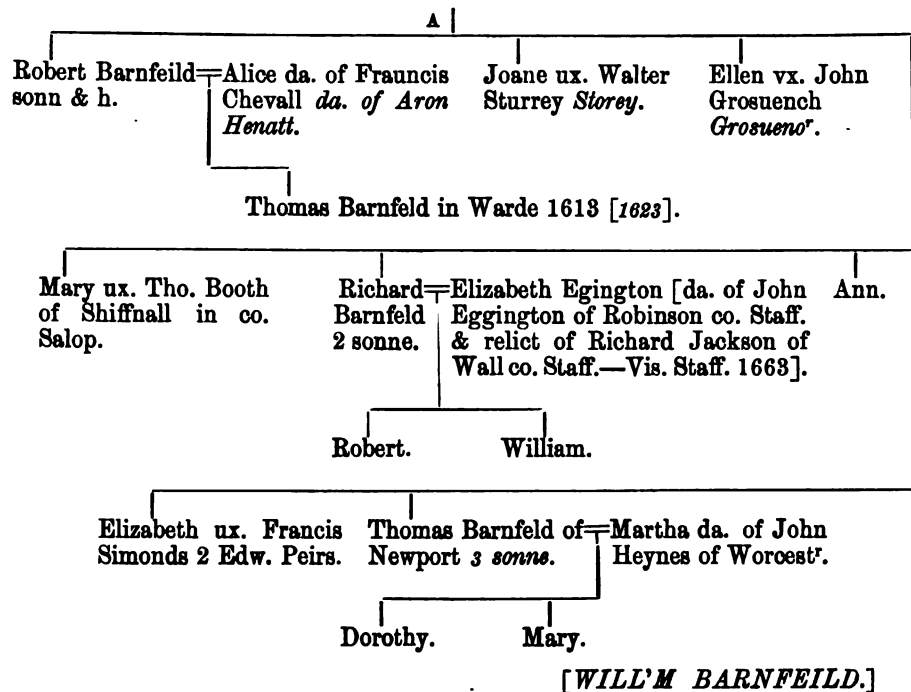 A
Robert Barnfeild
sonn & h.
Alice da. of Frauncis
Chevall da. of Aron
Henatt.
Joane ux. Walter
Sturrey Storey.
Ellen vx. John
Grosuench
Grosuenoʳ.
Thomas Barnfeld in Warde 1613 [1623].
Mary ux. Tho. Booth
of Shiffnall in co.
Salop.
Richard
Barnfeld
2 sonne.
Elizabeth Egington [da. of John
Eggington of Robinson co. Staff.
& relict of Richard Jackson of
Wall co. Staff.—Vis. Staff. 1663].
Ann.
Robert.
William.
Elizabeth ux. Francis
Simonds 2 Edw. Peirs.
Thomas Barnfeld of
Newport 3 sonne.
Martha da. of John
Heynes of Worcestʳ.
Dorothy.
Mary.
[WILL'M BARNFEILD.]